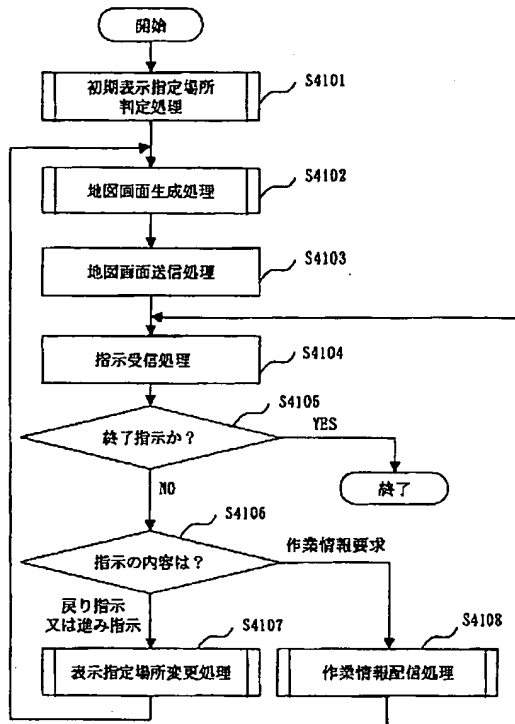 開始
初期表示指定場所
判定処理
S4101
地図画面生成処理
S4102
地図画面送信処理
S4103
指示受信処理
S4104
S4105
終了指示か？
YES
終了
NO
S4106
指示の内容は？
作業情報要求
戻り指示
又は進み指示
S4107
表示指定場所変更処理
S4108
作業情報配信処理